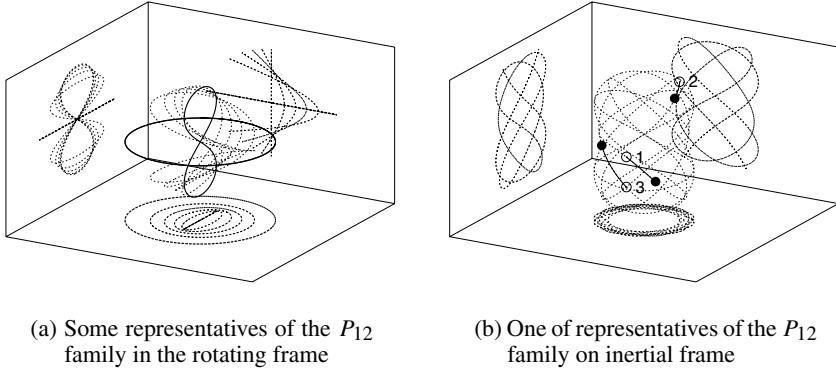 2
1
3
(a) Some representatives of the P12
family in the rotating frame
(b) One of representatives of the P12
family on inertial frame